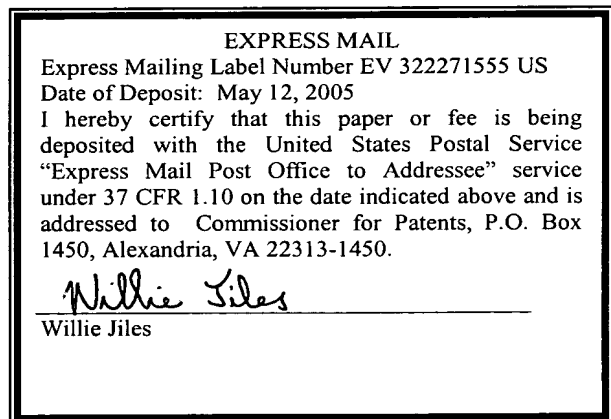 EXPRESS MAIL
Express Mailing Label Number EV 322271555 US
Date of Deposit: May 12, 2005
I hereby certify that this paper or fee is being
deposited with the United States Postal Service
“Express Mail Post Office to Addressee” service
under 37 CFR 1.10 on the date indicated above and is
addressed to Commissioner for Patents, P.O. Box
1450, Alexandria, VA 22313-1450.
Willie Jiles
Willie Jiles